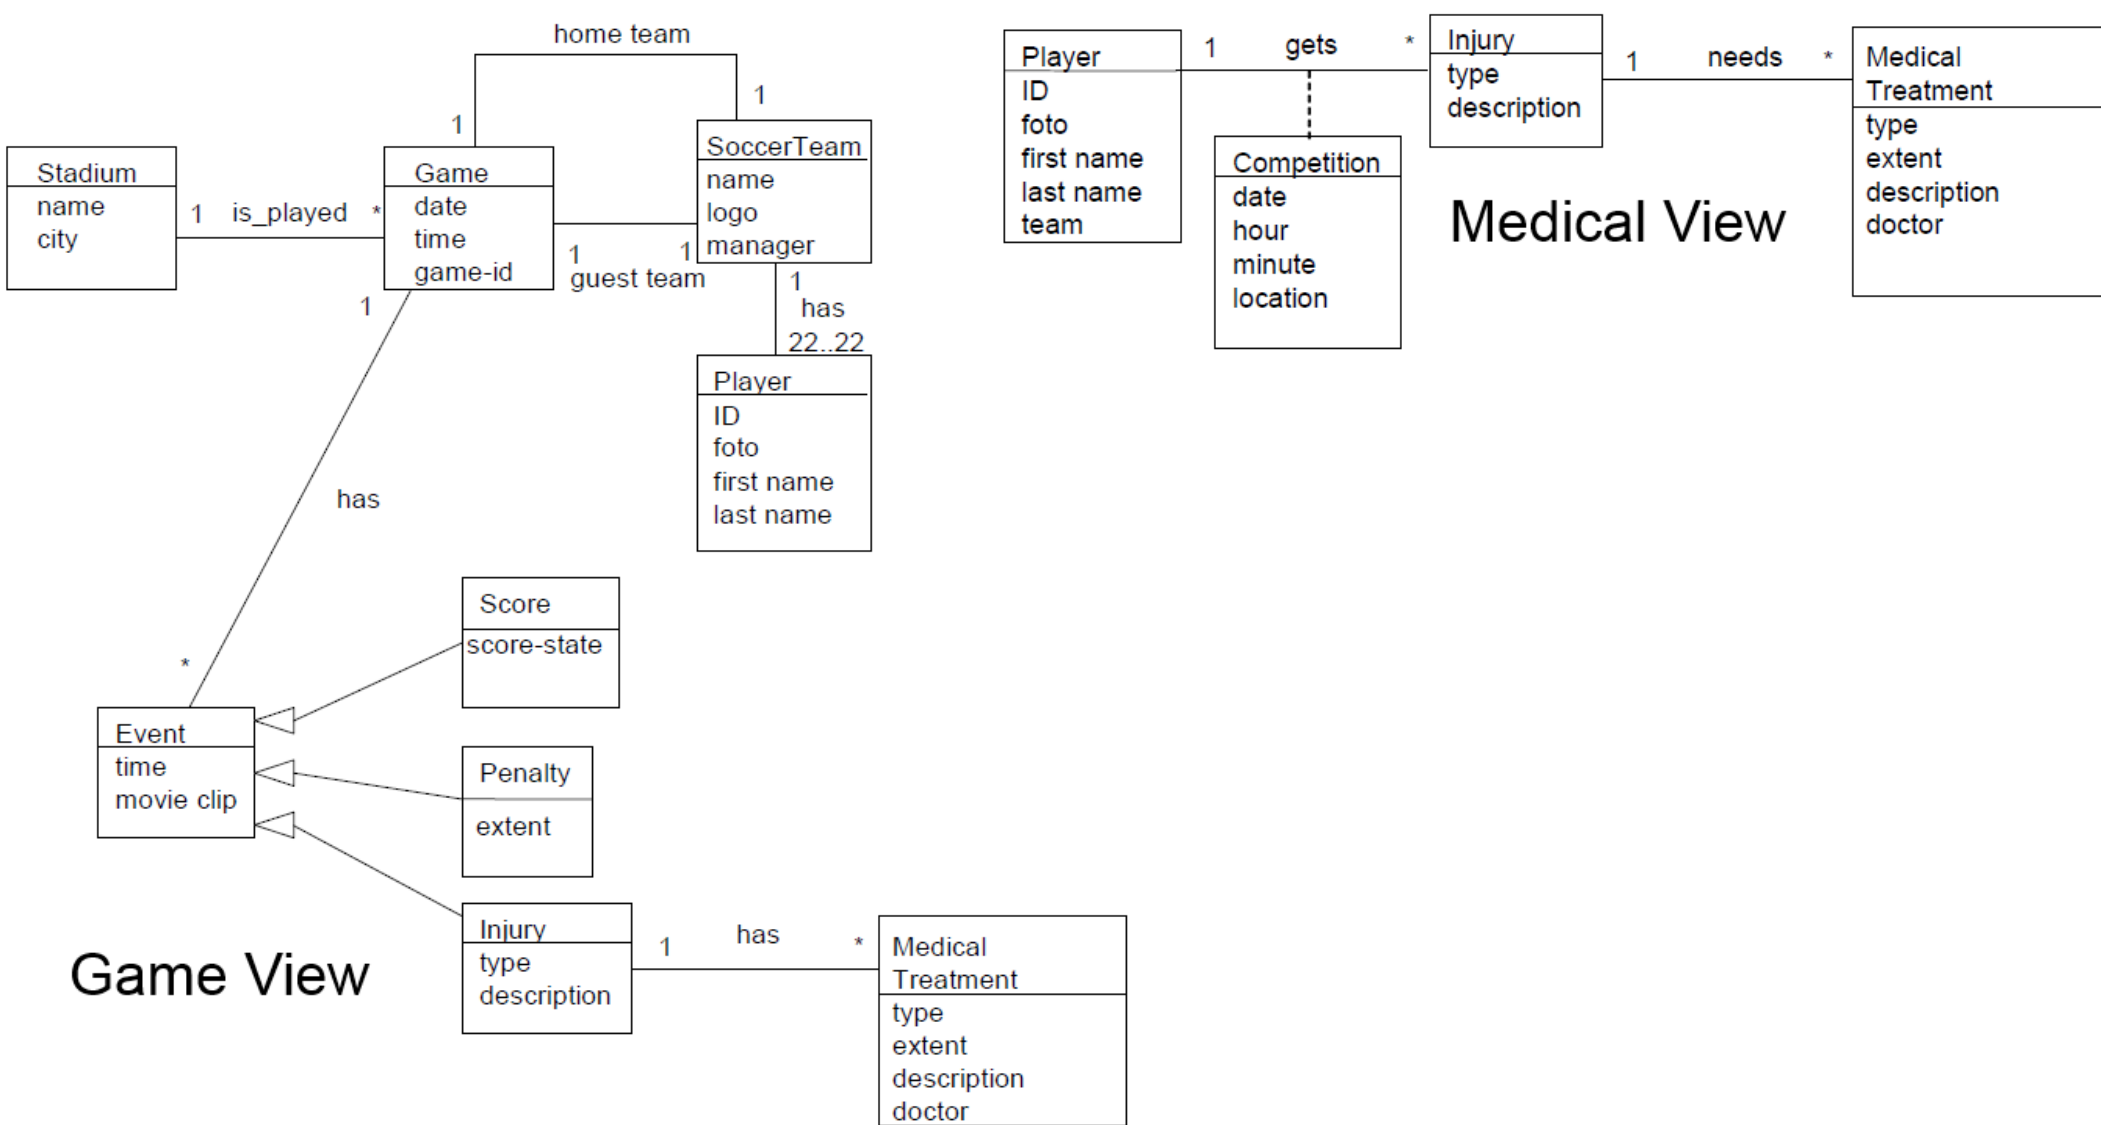 home team
1
1
Stadium
name
city
1
is_played
*
Game
date
time
game-id
1
1
guest team
SoccerTeam
name
logo
manager
1
has
22..22
Player
ID
foto
first name
last name
1
has
*
Event
time
movie clip
Score
score-state
Penalty
extent
Injury
type
description
1
has
*
Medical
Treatment
type
extent
description
doctor
Game View
Player
ID
foto
first name
last name
team
1
gets
*
Competition
date
hour
minute
location
Injury
type
description
1
needs
*
Medical
Treatment
type
extent
description
doctor
Medical View